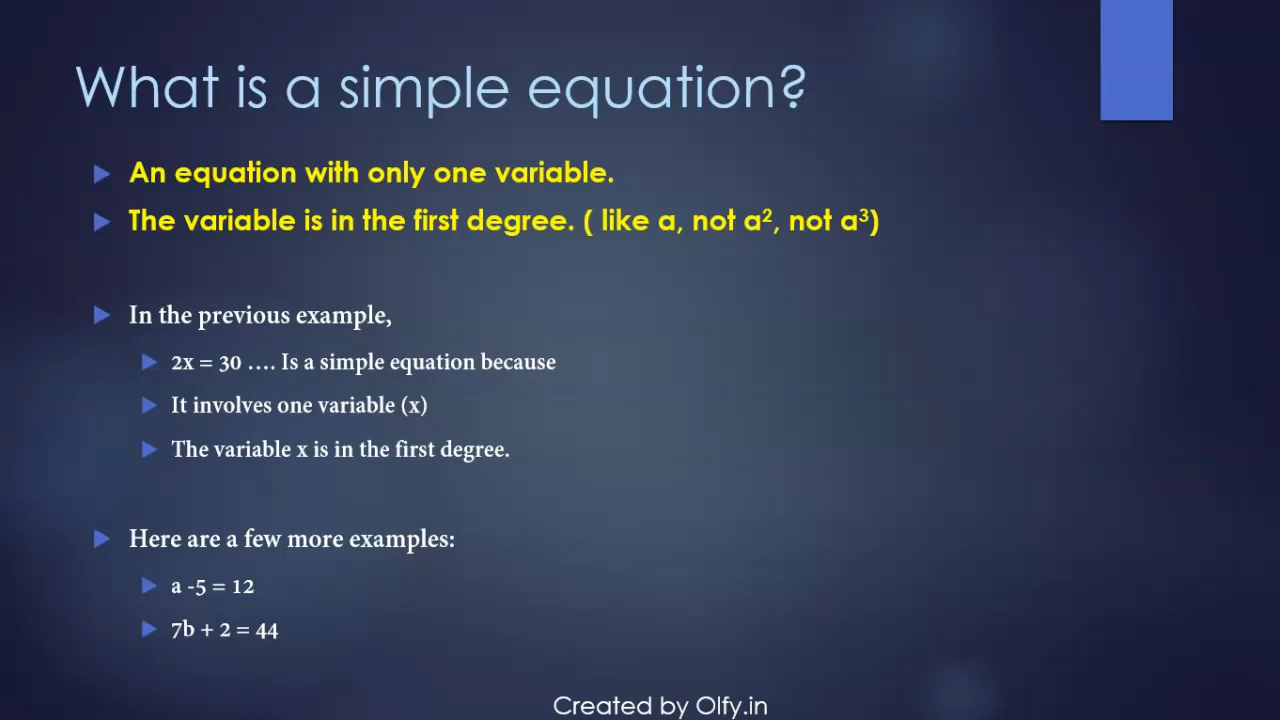 What is a simple equation?
An equation with only one variable.
The variable is in the first degree. ( like a, not a², not a³)
In the previous example,
2x = 30 …. Is a simple equation because
It involves one variable (x)
The variable x is in the first degree.
Here are a few more examples:
a -5 = 12
7b + 2 = 44
Created by Olfy.in